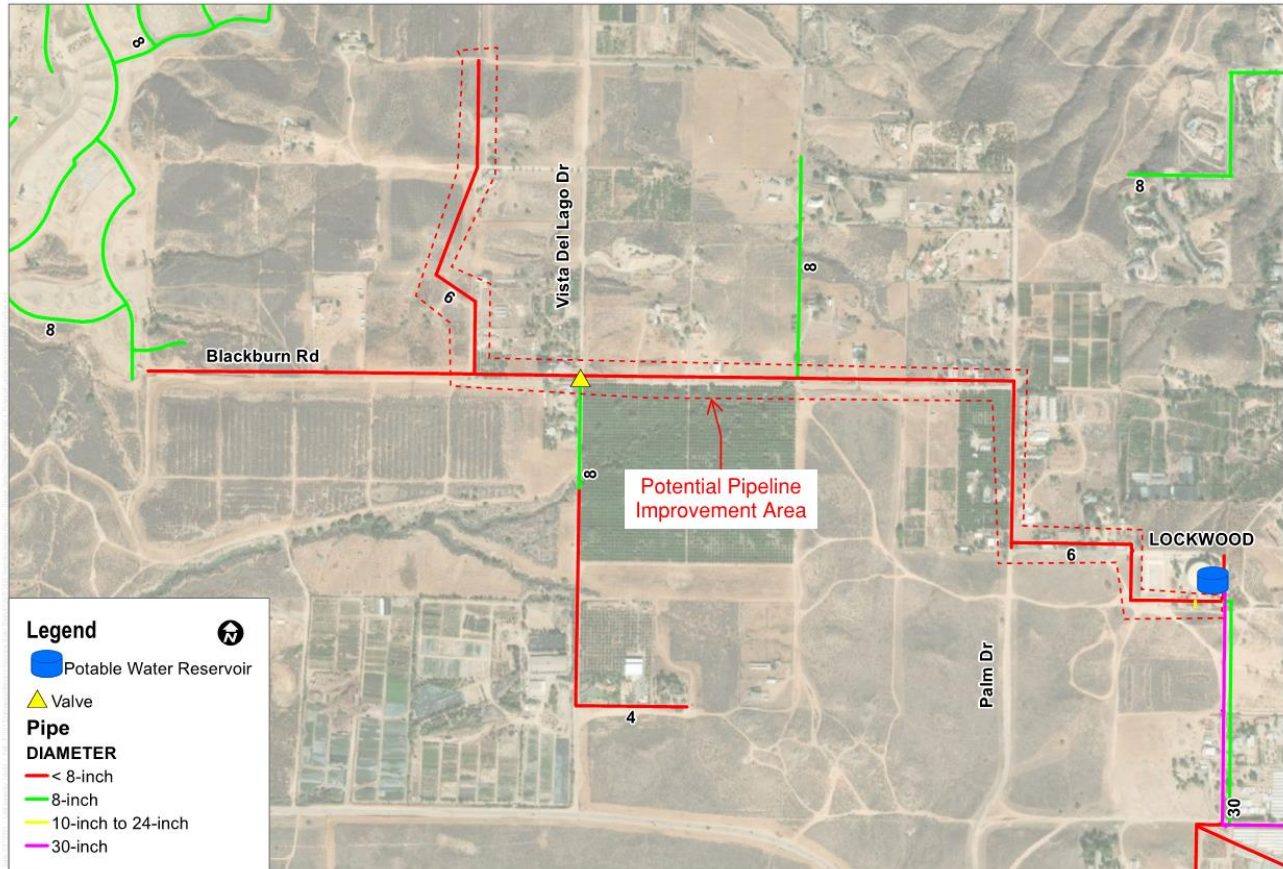 8
Vista Del Lago Dr
8
8
6
8
Blackburn Rd
8
Potential Pipeline
Improvement Area
LOCKWOOD
6
Palm Dr
4
30
Legend
N
Potable Water Reservoir
Valve
Pipe
DIAMETER
< 8-inch
8-inch
10-inch to 24-inch
30-inch